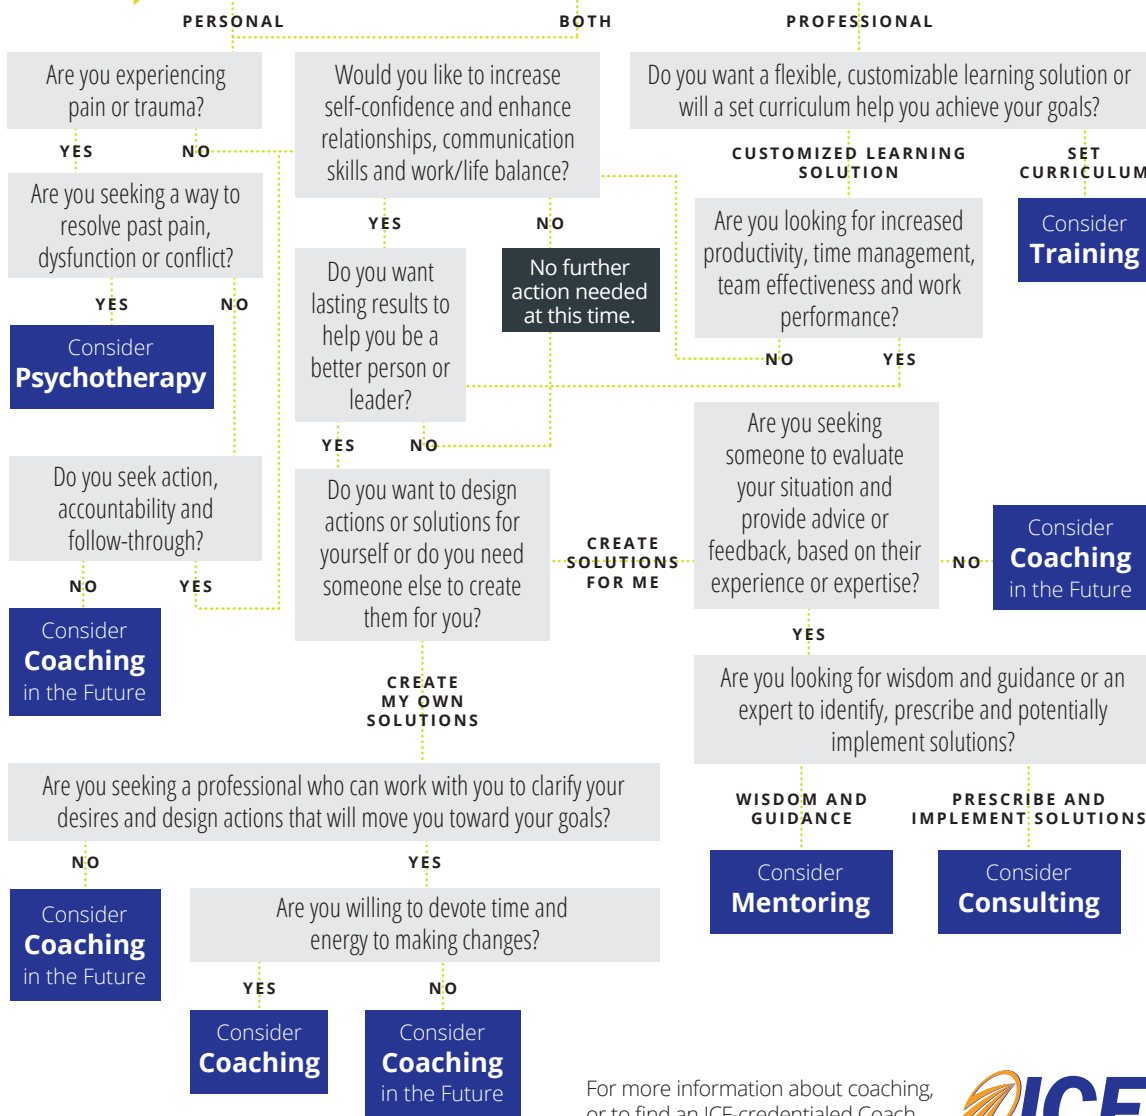 PERSONAL
BOTH
PROFESSIONAL
Are you experiencing
pain or trauma?
YES
NO
Would you like to increase
self-confidence and enhance
relationships, communication
skills and work/life balance?
YES
NO
Do you want a flexible, customizable learning solution or
will a set curriculum help you achieve your goals?
CUSTOMIZED LEARNING
SOLUTION
SET
CURRICULUM
Are you seeking a way to
resolve past pain,
dysfunction or conflict?
YES
NO
Consider
Psychotherapy
Do you want
lasting results to
help you be a
better person or
leader?
YES
NO
No further
action needed
at this time.
Are you looking for increased
productivity, time management,
team effectiveness and work
performance?
NO
YES
Consider
Training
Do you seek action,
accountability and
follow-through?
NO
YES
Consider
Coaching
in the Future
Do you want to design
actions or solutions for
yourself or do you need
someone else to create
them for you?
CREATE
SOLUTIONS
FOR ME
CREATE
MY OWN
SOLUTIONS
Are you seeking
someone to evaluate
your situation and
provide advice or
feedback, based on their
experience or expertise?
NO
Consider
Coaching
in the Future
YES
Are you looking for wisdom and guidance or an
expert to identify, prescribe and potentially
implement solutions?
WISDOM AND
GUIDANCE
PRESCRIBE AND
IMPLEMENT SOLUTIONS
Consider
Mentoring
Consider
Consulting
Are you seeking a professional who can work with you to clarify your
desires and design actions that will move you toward your goals?
NO
YES
Consider
Coaching
in the Future
Are you willing to devote time and
energy to making changes?
YES
NO
Consider
Coaching
Consider
Coaching
in the Future
For more information about coaching,
or to find an ICF-credentialed Coach
ICF